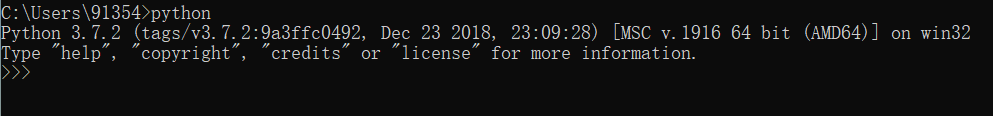 C:\Users\91354>python
Python 3.7.2 (tags/v3.7.2:9a3ffc0492, Dec 23 2018, 23:09:28) [MSC v.1916 64 bit (AMD64)] on win32
Type "help", "copyright", "credits" or "license" for more information.
>>>